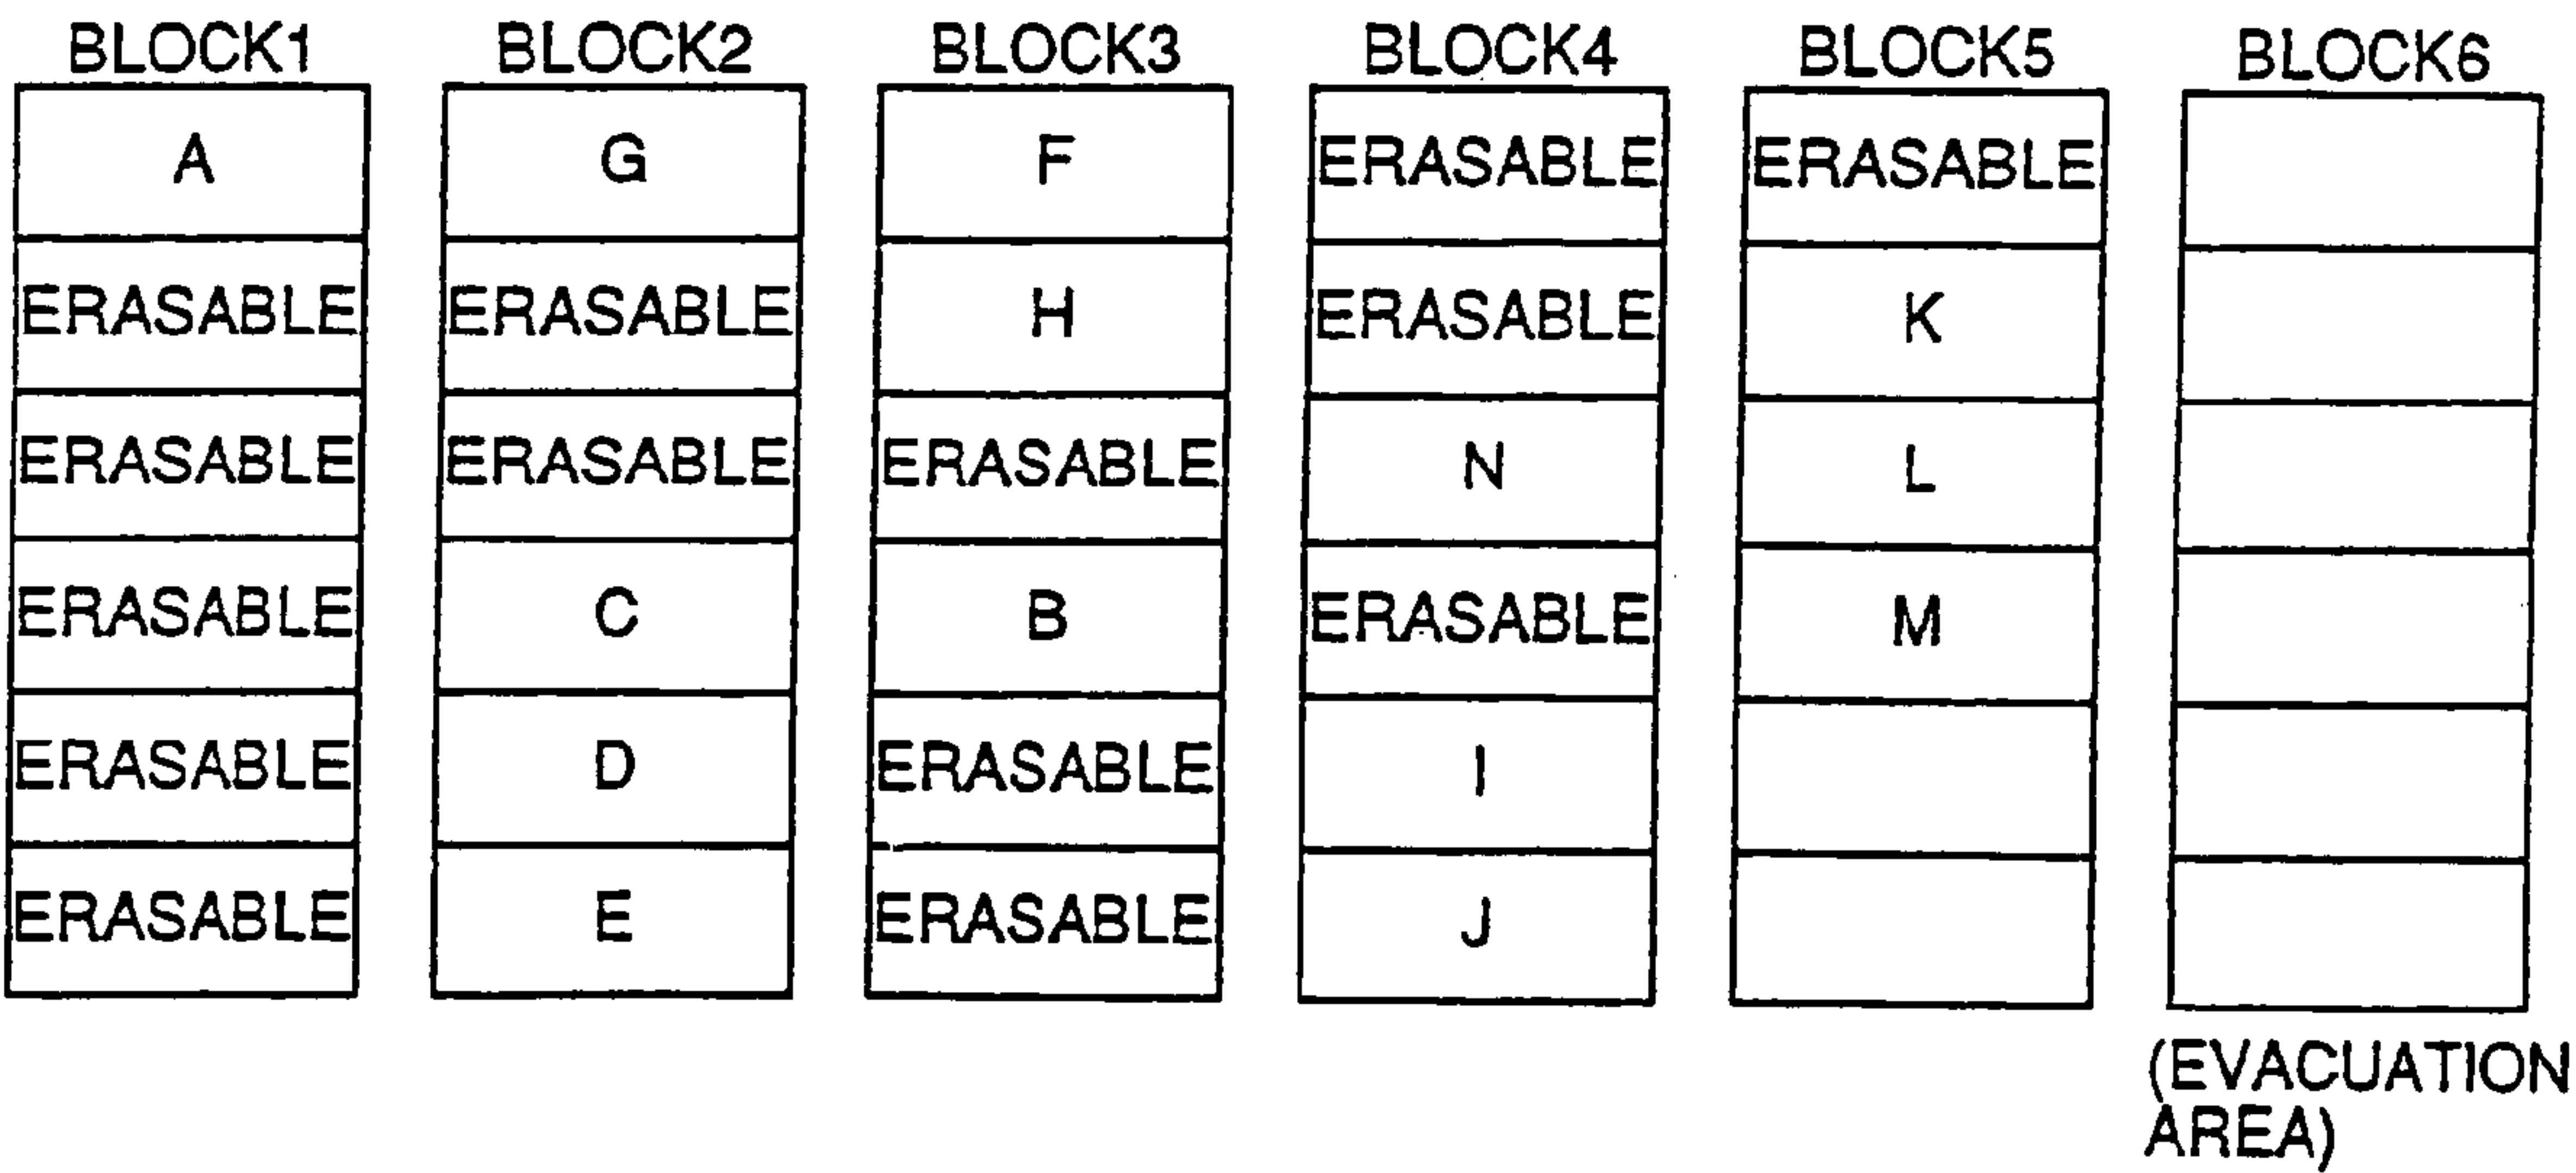 BLOCK1 BLOCK2 BLOCK3 BLOCK4 BLOCK5 BLOCK6
A G F ERASABLE ERASABLE
ERASABLE ERASABLE H ERASABLE K
ERASABLE ERASABLE ERASABLE N L
ERASABLE C B ERASABLE M
ERASABLE D ERASABLE I
ERASABLE E ERASABLE J
(EVACUATION
AREA)